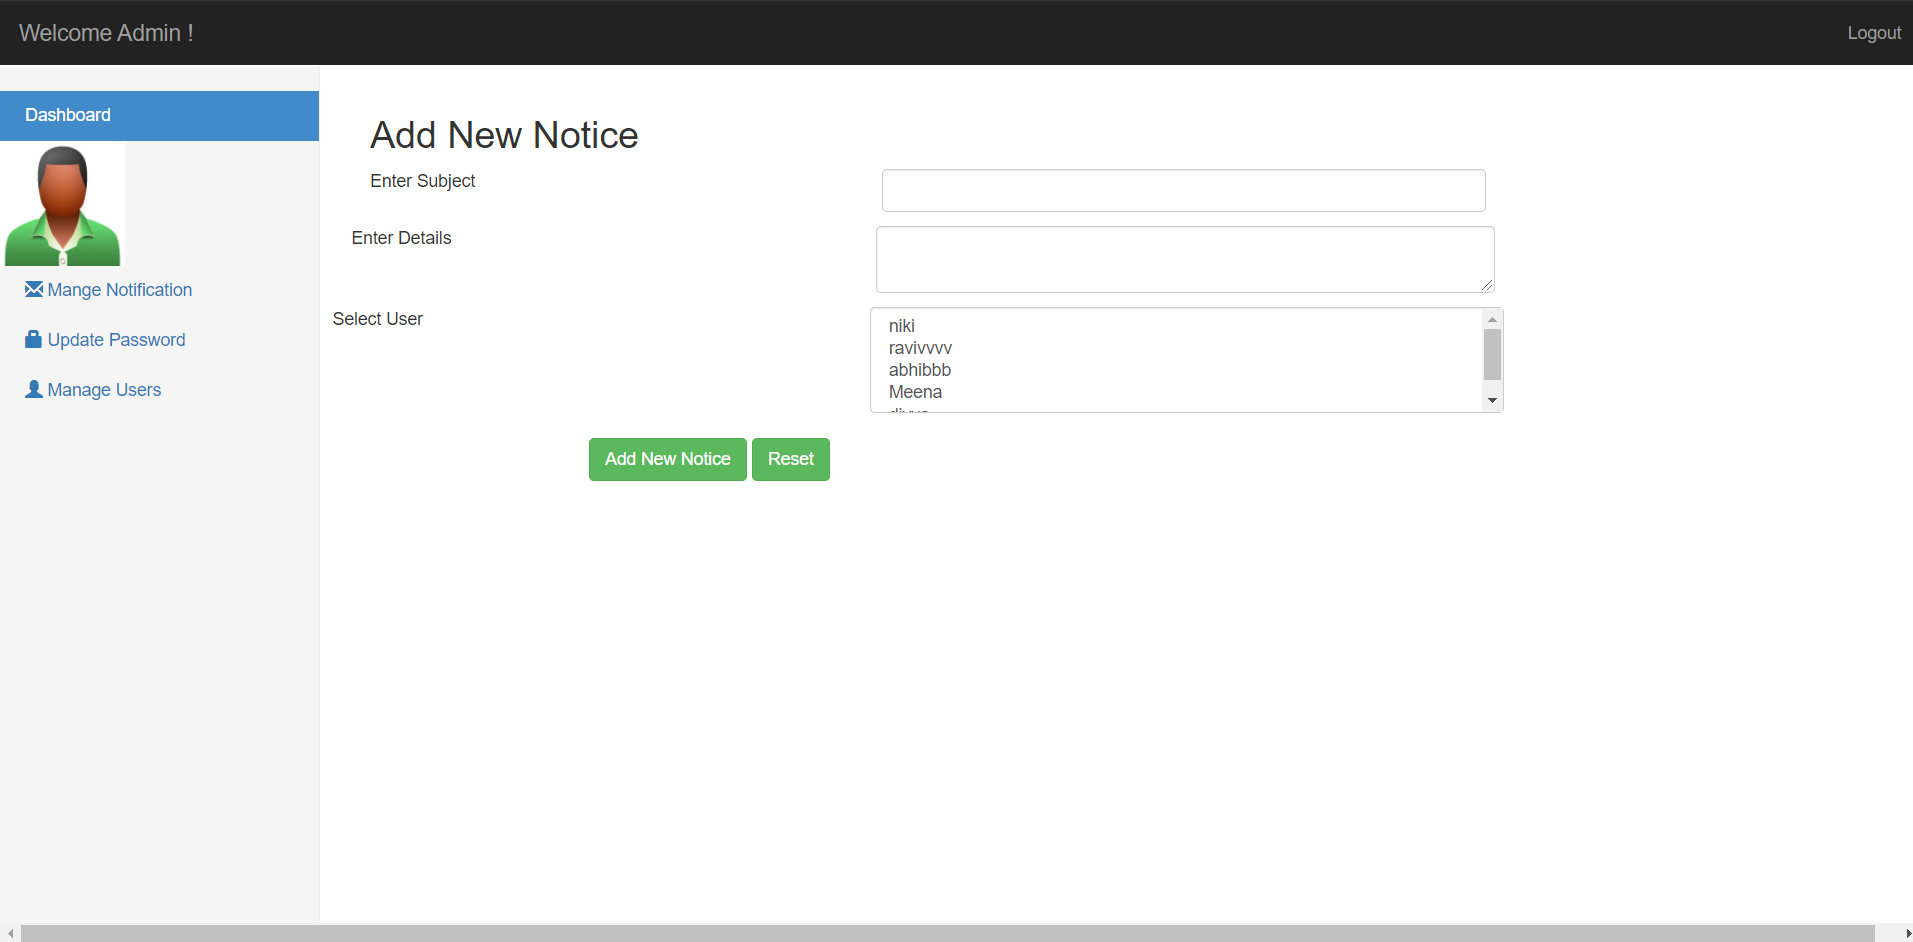 Welcome Admin !
Logout
Dashboard
Mange Notification
Update Password
Manage Users
Add New Notice
Enter Subject
Enter Details
Select User
niki
ravivvvv
abhibbb
Meena
Add New Notice
Reset